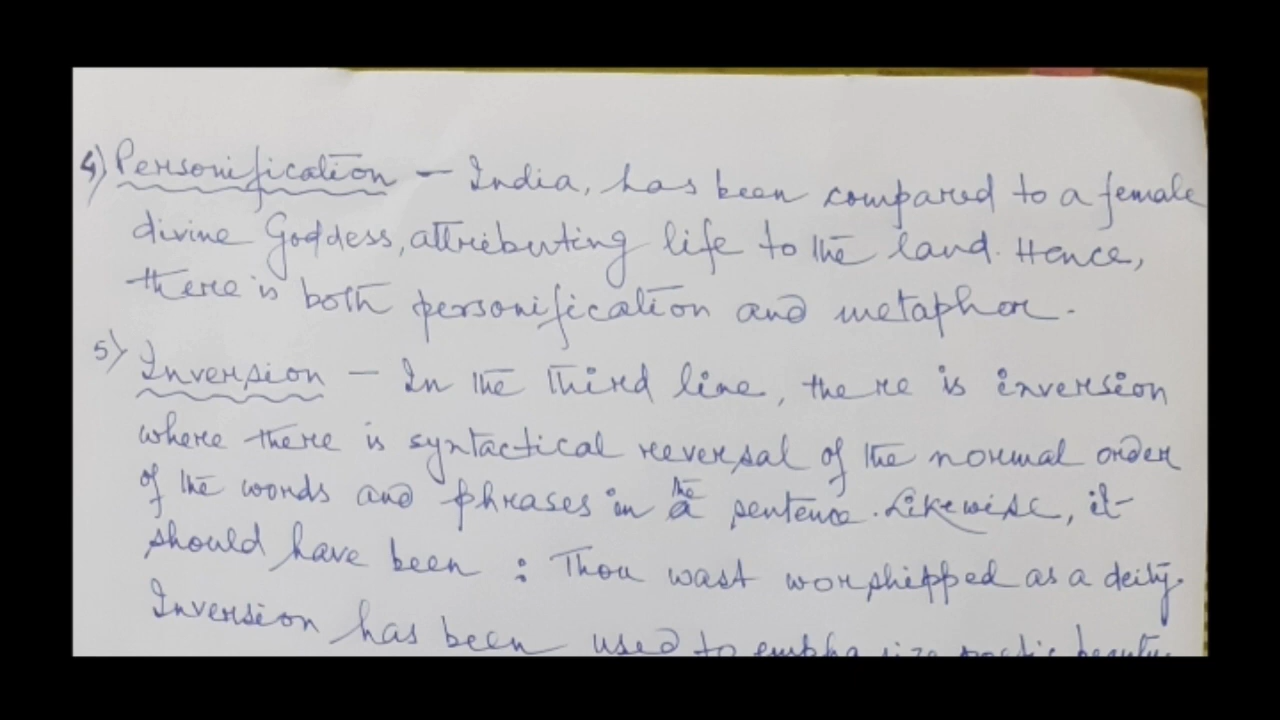 4) Personification - India, has been compared to a female
divine Goddess, attributing life to the land. Hence,
there is both personification and metaphor.
5) Inversion - In the third line, there is inversion
where there is syntactical reversal of the normal order
of the words and phrases in the sentence. Likewise, it
should have been : Thou wast worshipped as a deity.
Inversion has been used to emphasize poetic beauty.